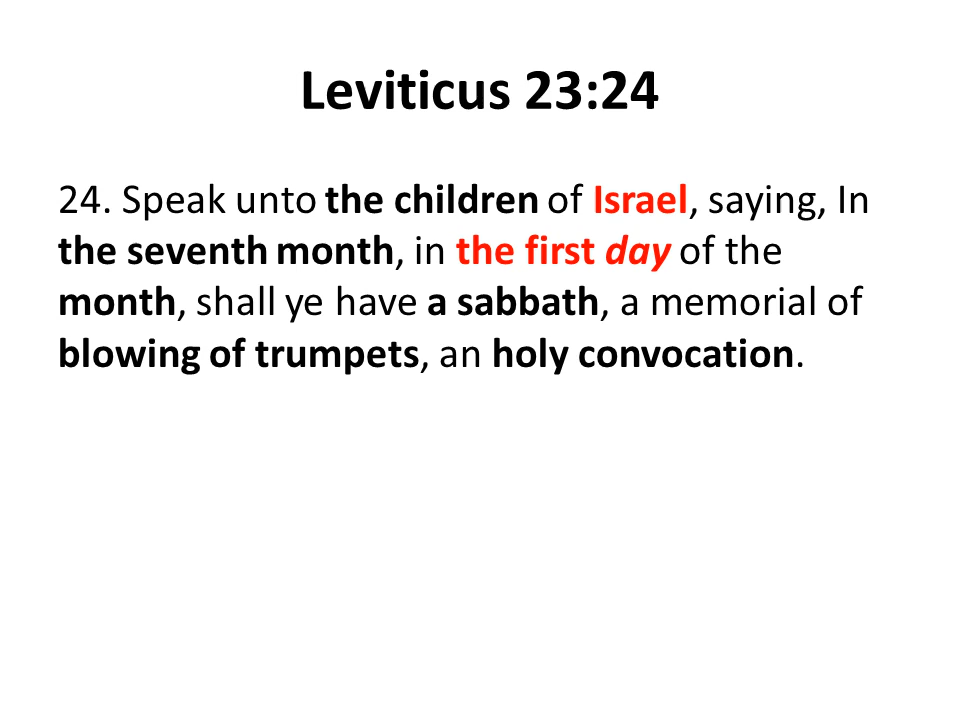 Leviticus 23:24
24. Speak unto the children of Israel, saying, In
the seventh month, in the first day of the
month, shall ye have a sabbath, a memorial of
blowing of trumpets, an holy convocation.